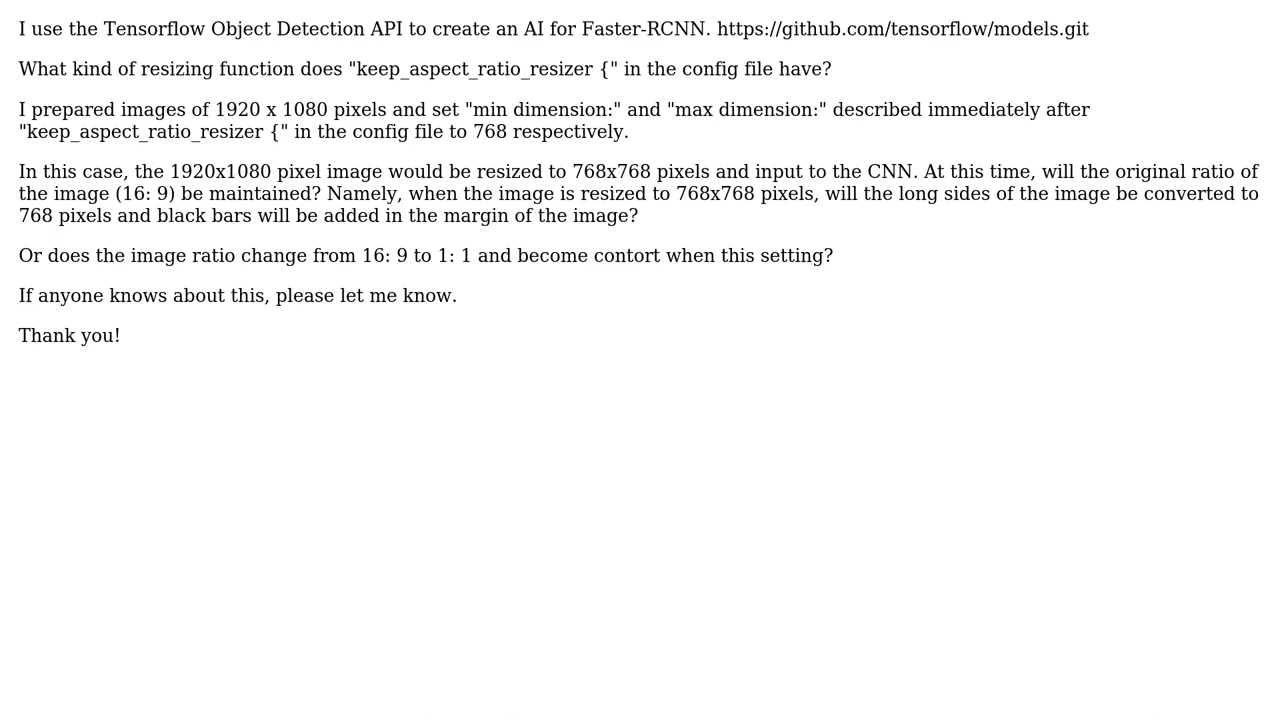 I use the Tensorflow Object Detection API to create an AI for Faster-RCNN. https://github.com/tensorflow/models.git
What kind of resizing function does "keep_aspect_ratio_resizer {" in the config file have?
I prepared images of 1920 x 1080 pixels and set "min dimension:" and "max dimension:" described immediately after
"keep_aspect_ratio_resizer {" in the config file to 768 respectively.
In this case, the 1920x1080 pixel image would be resized to 768x768 pixels and input to the CNN. At this time, will the original ratio of
the image (16: 9) be maintained? Namely, when the image is resized to 768x768 pixels, will the long sides of the image be converted to
768 pixels and black bars will be added in the margin of the image?
Or does the image ratio change from 16: 9 to 1: 1 and become contort when this setting?
If anyone knows about this, please let me know.
Thank you!